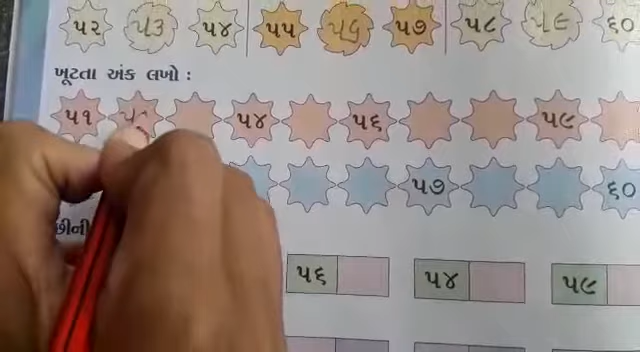 ૫૨ ૫૩ ૫૪ ૫૫ ૫૬ ૫૭ ૫૮ ૫૯ ૬૦
ખૂટતા અંક લખો :
૫૧ ૫૪ ૫૬ ૫૯
૫૭ ૬૦
૫૬ ૫૪ ૫૯